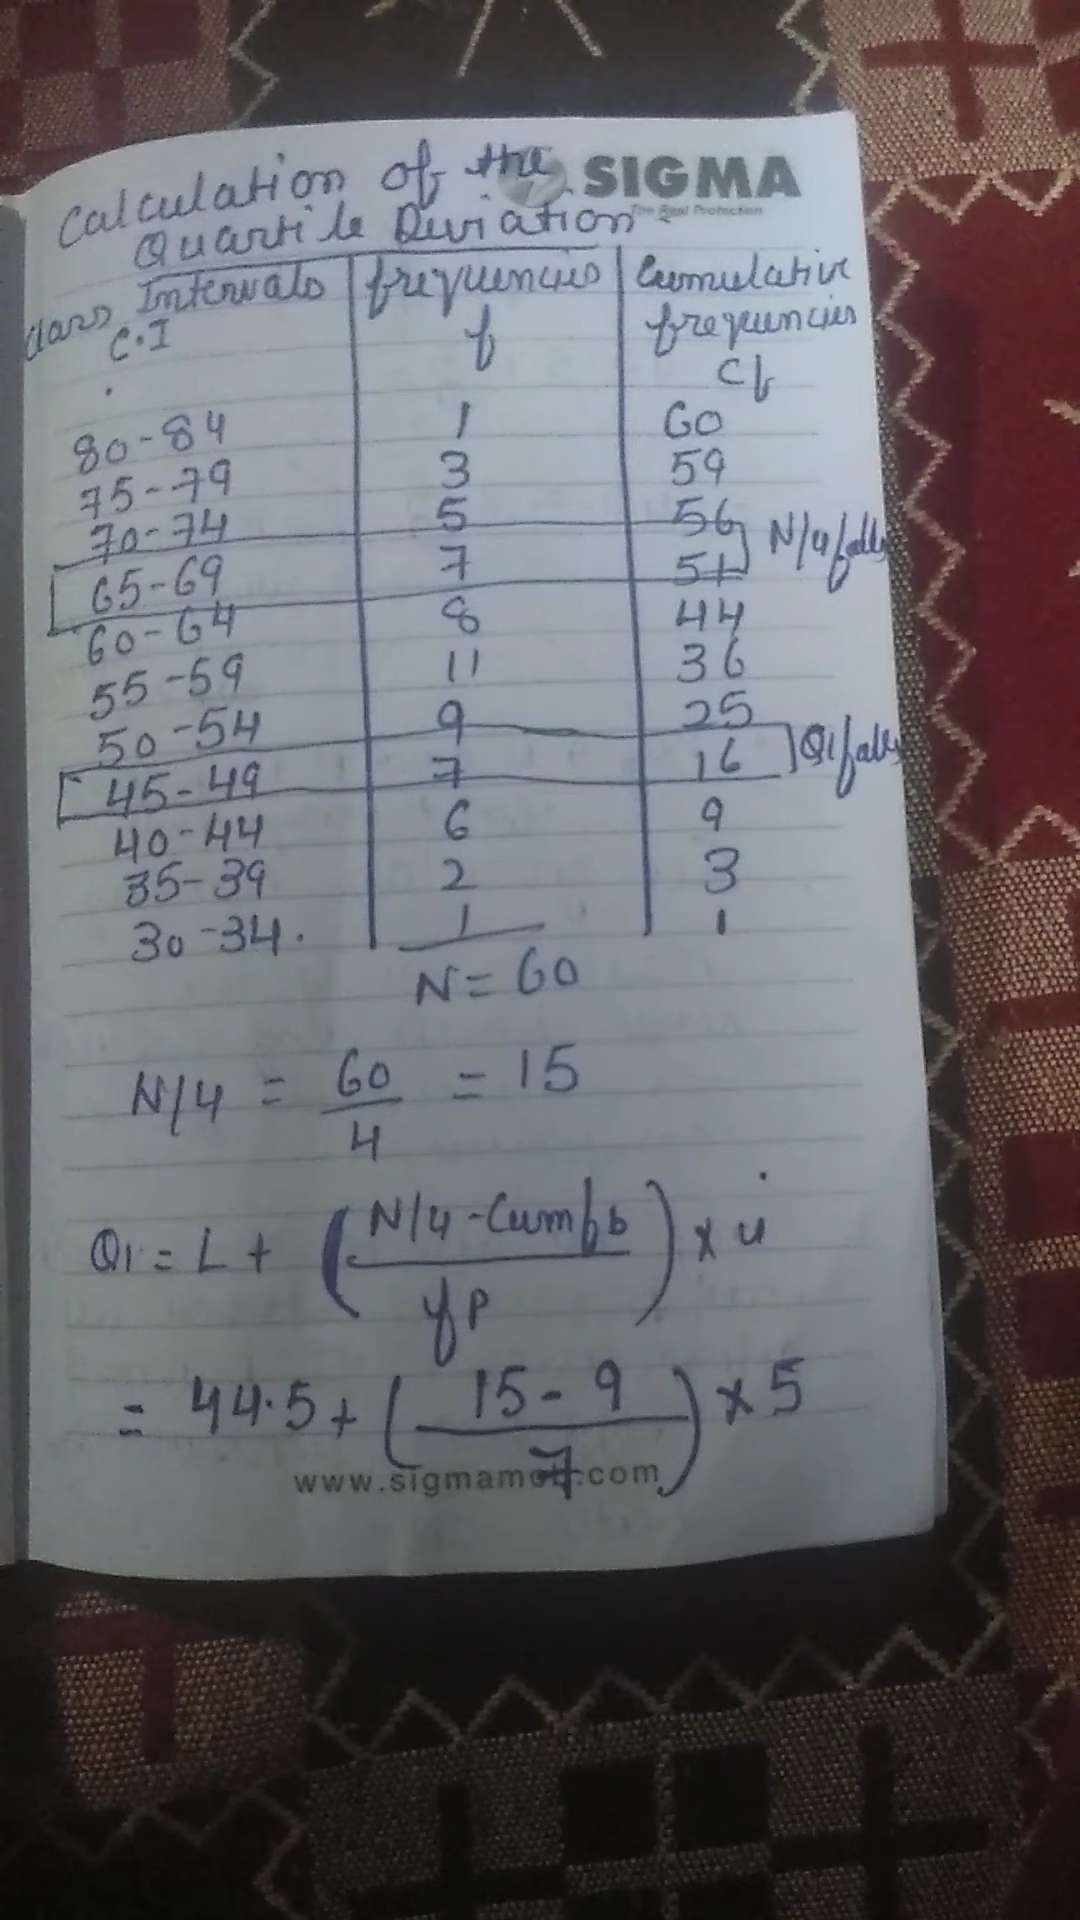 Calculation of the SIGMA
The Real Protection
Quartile Deviation
Class Intervals frequencies Cumulative
C.I f frequencies
cf
80-84 1 60
75-79 3 59
70-74 5 56
65-69 7 51 N/4 falls
60-64 8 44
55-59 11 36
50-54 9 25
45-49 7 16 Q1 falls
40-44 6 9
35-39 2 3
30-34. 1 1
N=60
N/4 = 60/4 = 15
Q1 = L + (N/4-Cumfb/fp) x i
= 44.5+ (15-9/7) x 5
www.sigmam .com